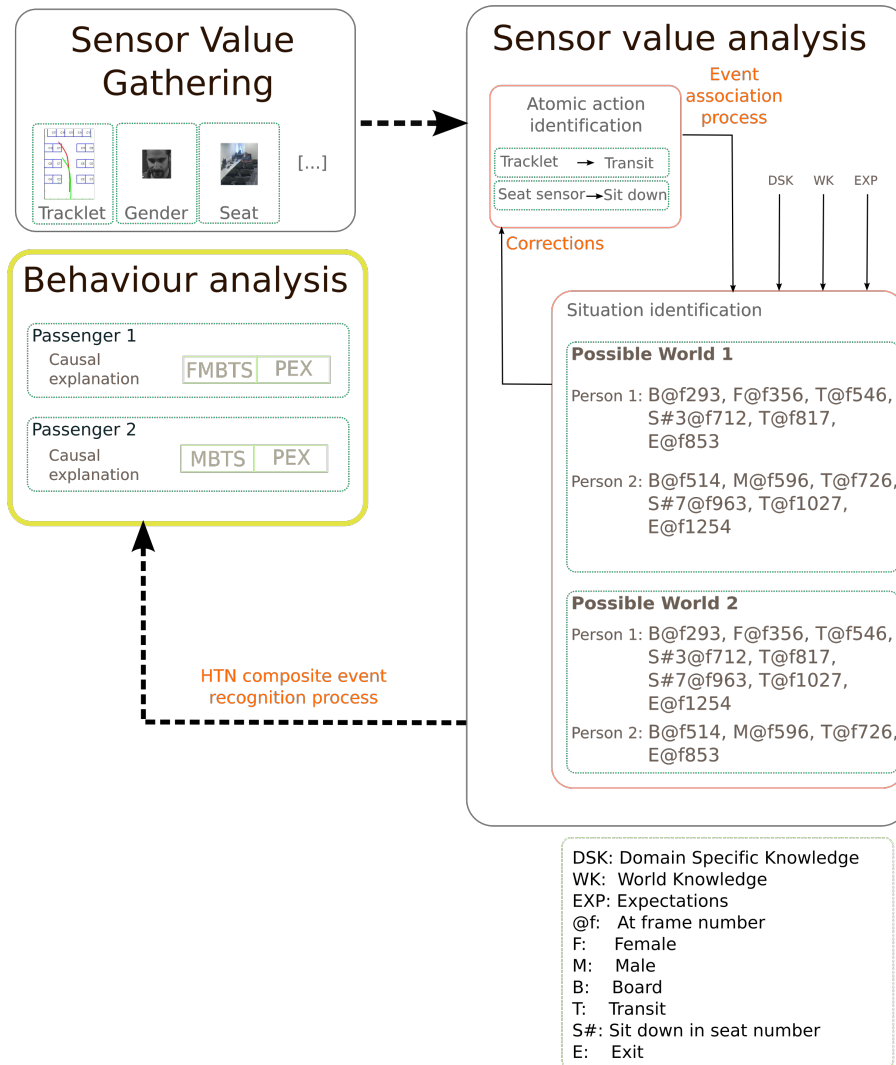 Sensor Value
Gathering
Tracklet
Gender
Seat
[...]
Sensor value analysis
Atomic action
identification
Tracklet
Transit
Seat sensor
Sit down
Event
association
process
DSK
WK
EXP
Corrections
Situation identification
Possible World 1
Person 1: B@f293, F@f356, T@f546,
S#3@f712, T@f817,
E@f853
Person 2: B@f514, M@f596, T@f726,
S#7@f963, T@f1027,
E@f1254
Possible World 2
Person 1: B@f293, F@f356, T@f546,
S#3@f712, T@f817,
S#7@f963, T@f1027,
E@f1254
Person 2: B@f514, M@f596, T@f726,
E@f853
Behaviour analysis
Passenger 1
Causal
explanation
FMBTS
PEX
Passenger 2
Causal
explanation
MBTS
PEX
HTN composite event
recognition process
DSK: Domain Specific Knowledge
WK: World Knowledge
EXP: Expectations
@f: At frame number
F: Female
M: Male
B: Board
T: Transit
S#: Sit down in seat number
E: Exit